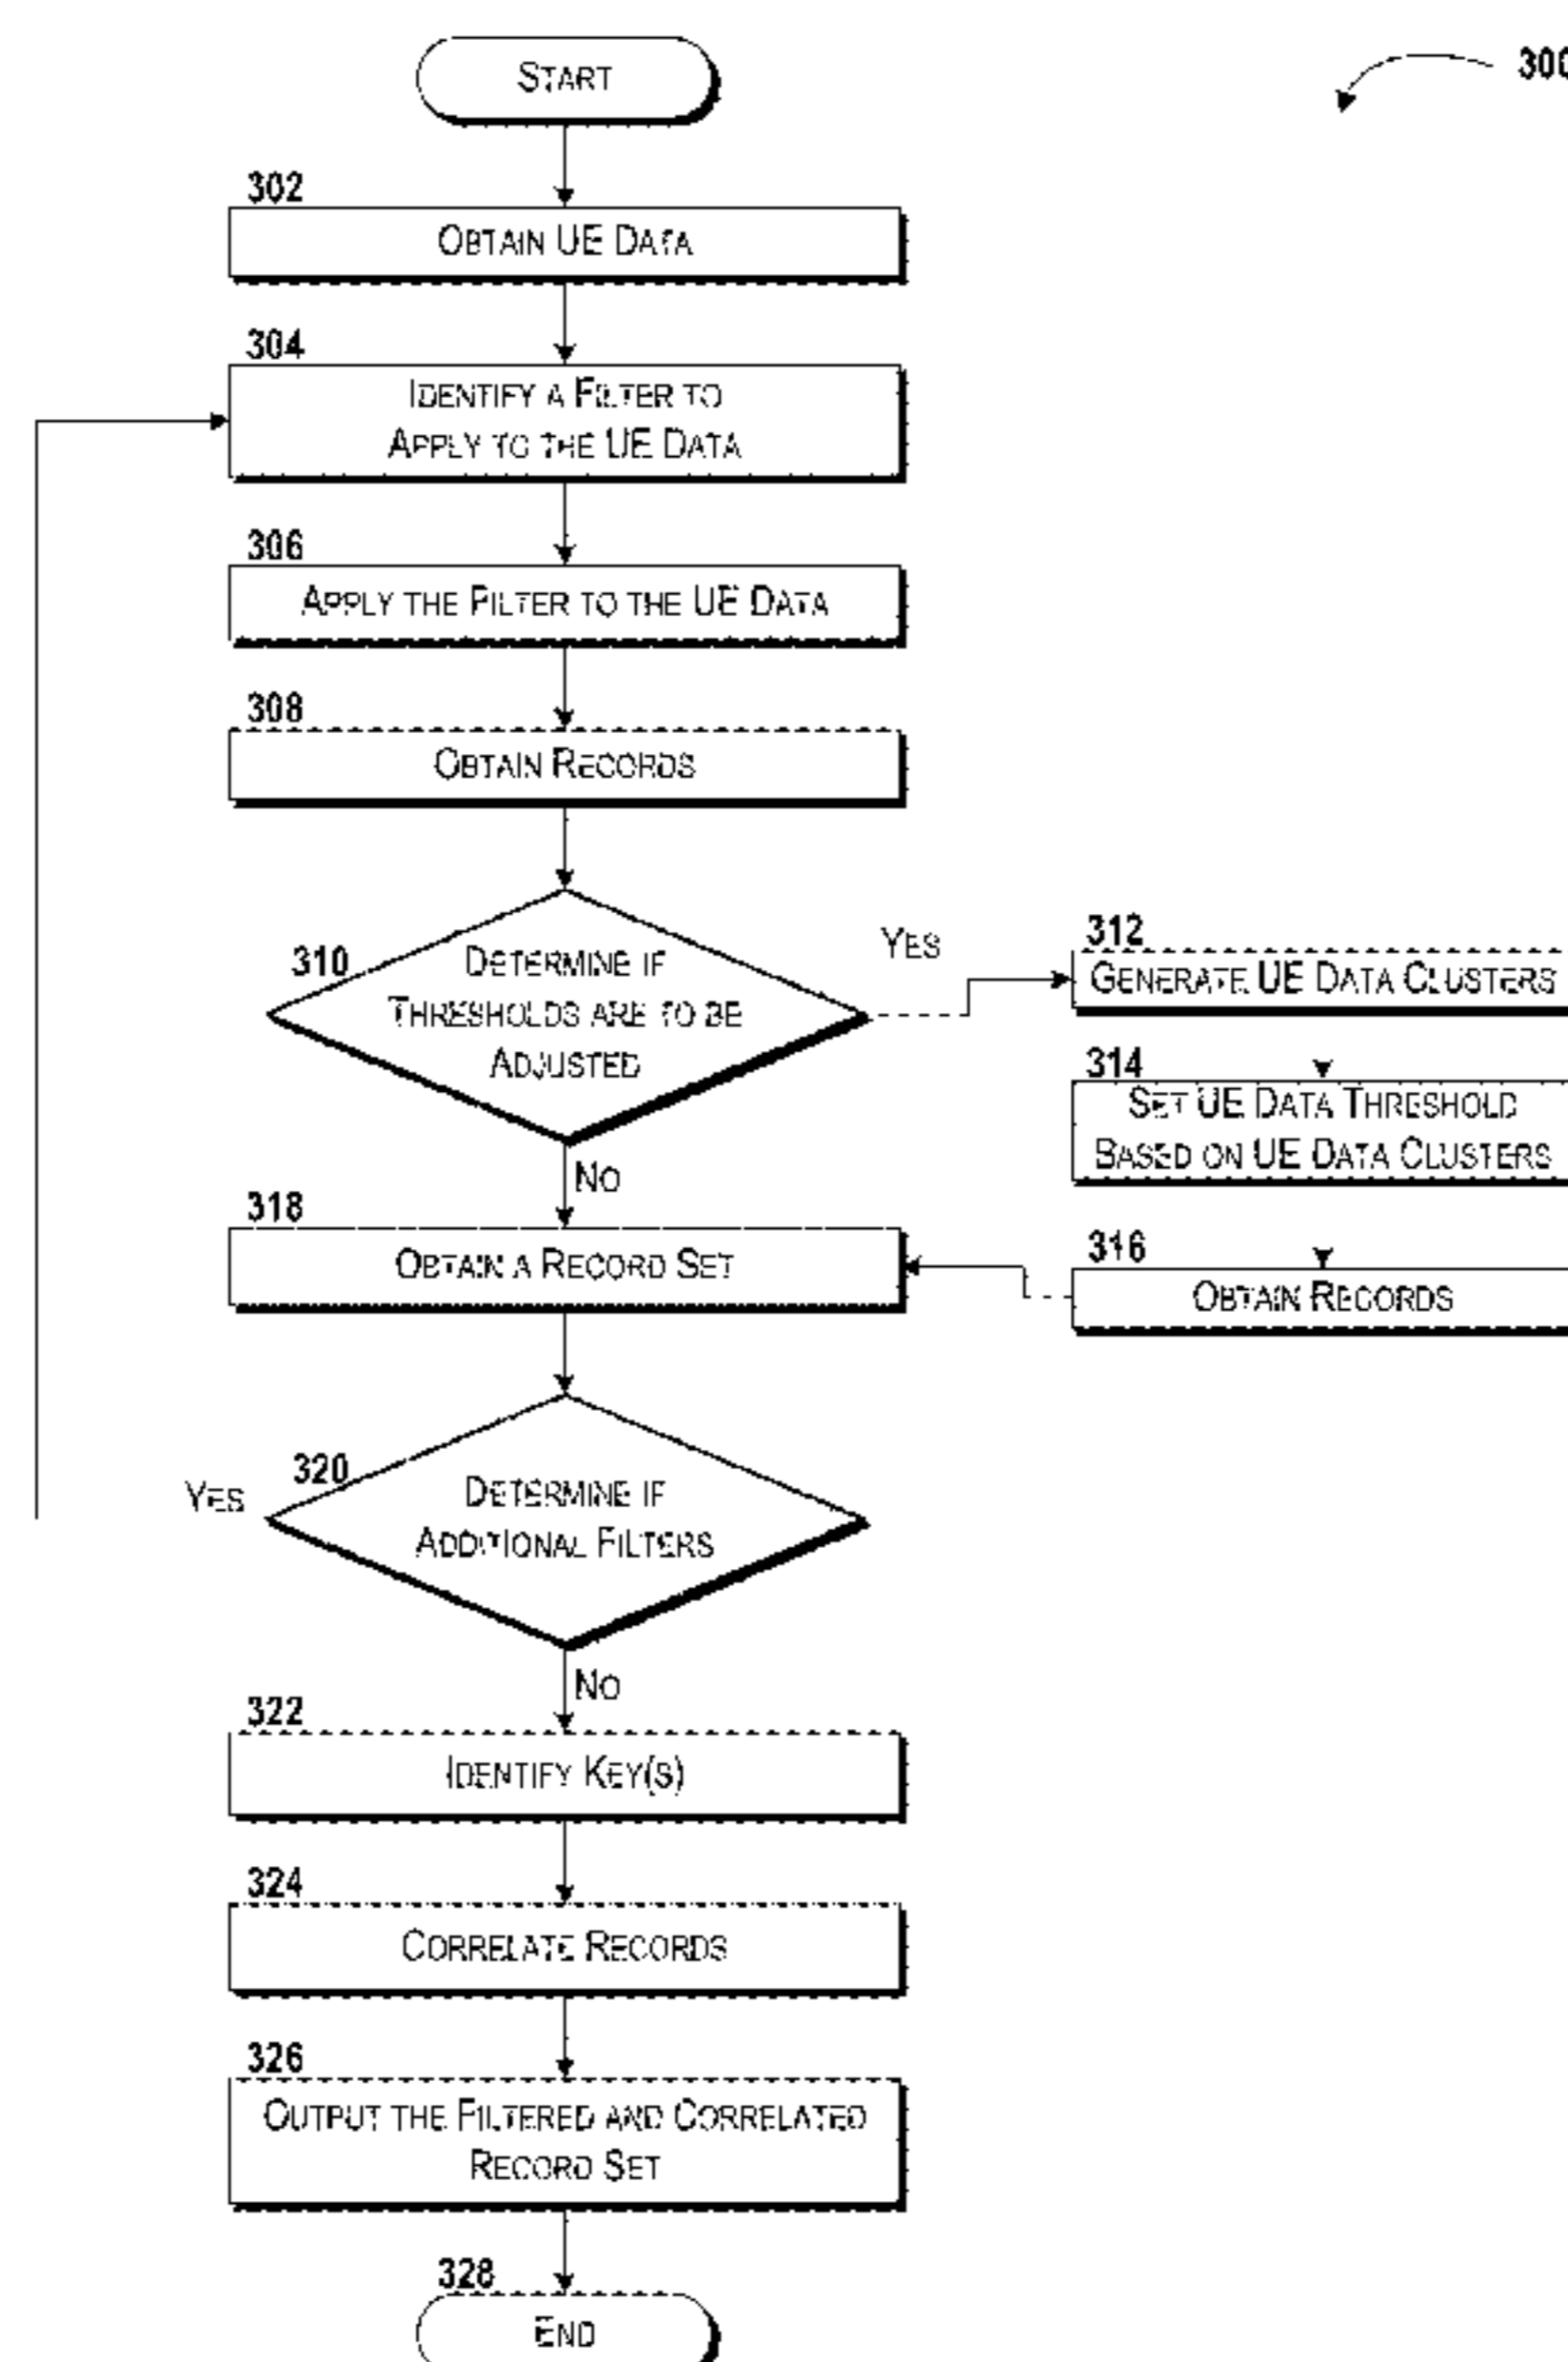 START
300
302
OBTAIN UE DATA
304
IDENTIFY A FILTER TO
APPLY TO THE UE DATA
306
APPLY THE FILTER TO THE UE DATA
308
OBTAIN RECORDS
310
DETERMINE IF
THRESHOLDS ARE TO BE
ADJUSTED
YES
312
GENERATE UE DATA CLUSTERS
314
SET UE DATA THRESHOLD
BASED ON UE DATA CLUSTERS
NO
316
OBTAIN RECORDS
318
OBTAIN A RECORD SET
320
DETERMINE IF
ADDITIONAL FILTERS
YES
NO
322
IDENTIFY KEY(S)
324
CORRELATE RECORDS
326
OUTPUT THE FILTERED AND CORRELATED
RECORD SET
328
END